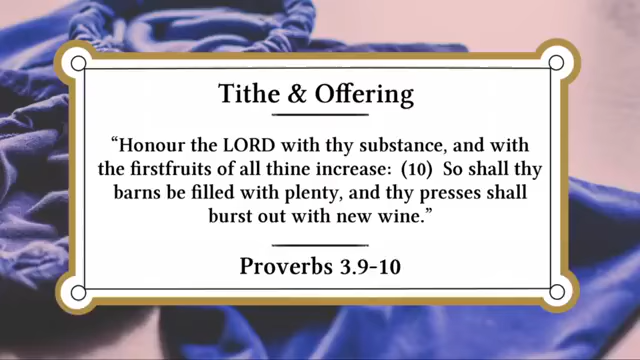 Tithe & Offering
“Honour the LORD with thy substance, and with
the firstfruits of all thine increase: (10) So shall thy
barns be filled with plenty, and thy presses shall
burst out with new wine.”
Proverbs 3.9-10